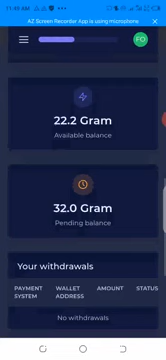 11:49 AM
AZ Screen Recorder App is using microphone
FO
22.2 Gram
Available balance
32.0 Gram
Pending balance
Your withdrawals
PAYMENT SYSTEM WALLET ADDRESS AMOUNT STATUS
No withdrawals